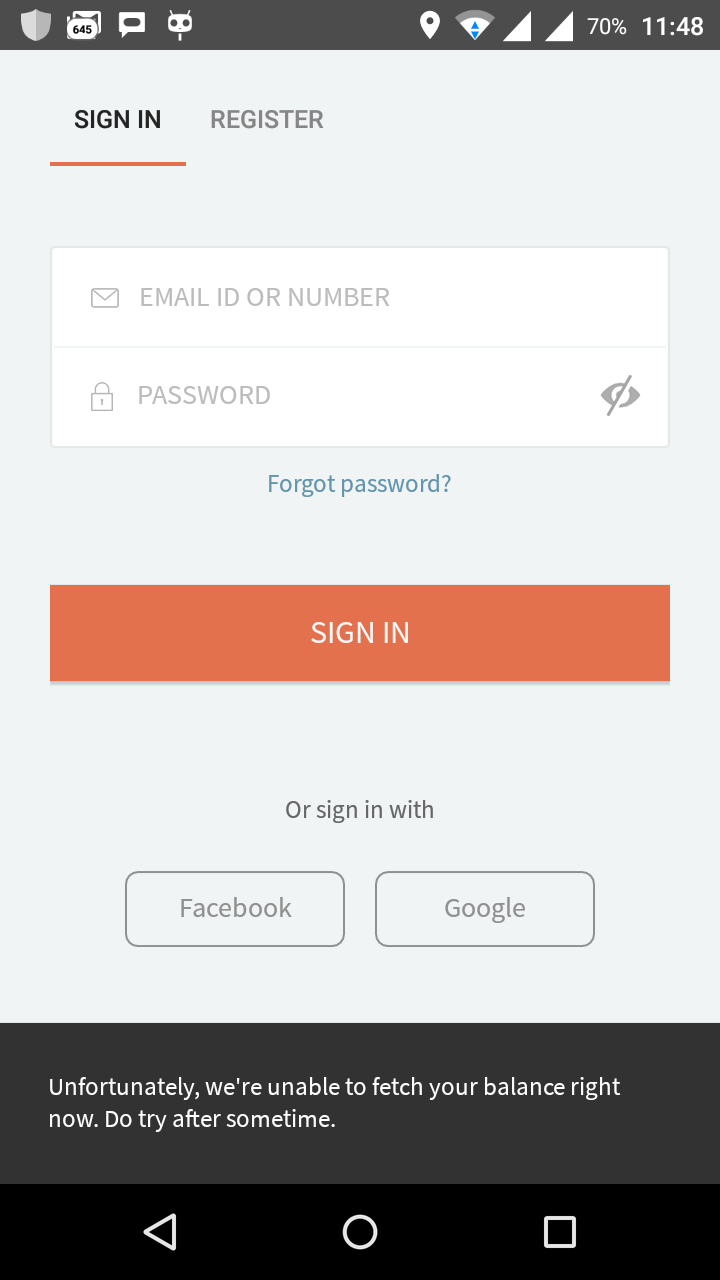 645
70% 11:48
SIGN IN REGISTER
EMAIL ID OR NUMBER
PASSWORD
Forgot password?
SIGN IN
Or sign in with
Facebook Google
Unfortunately, we're unable to fetch your balance right
now. Do try after sometime.